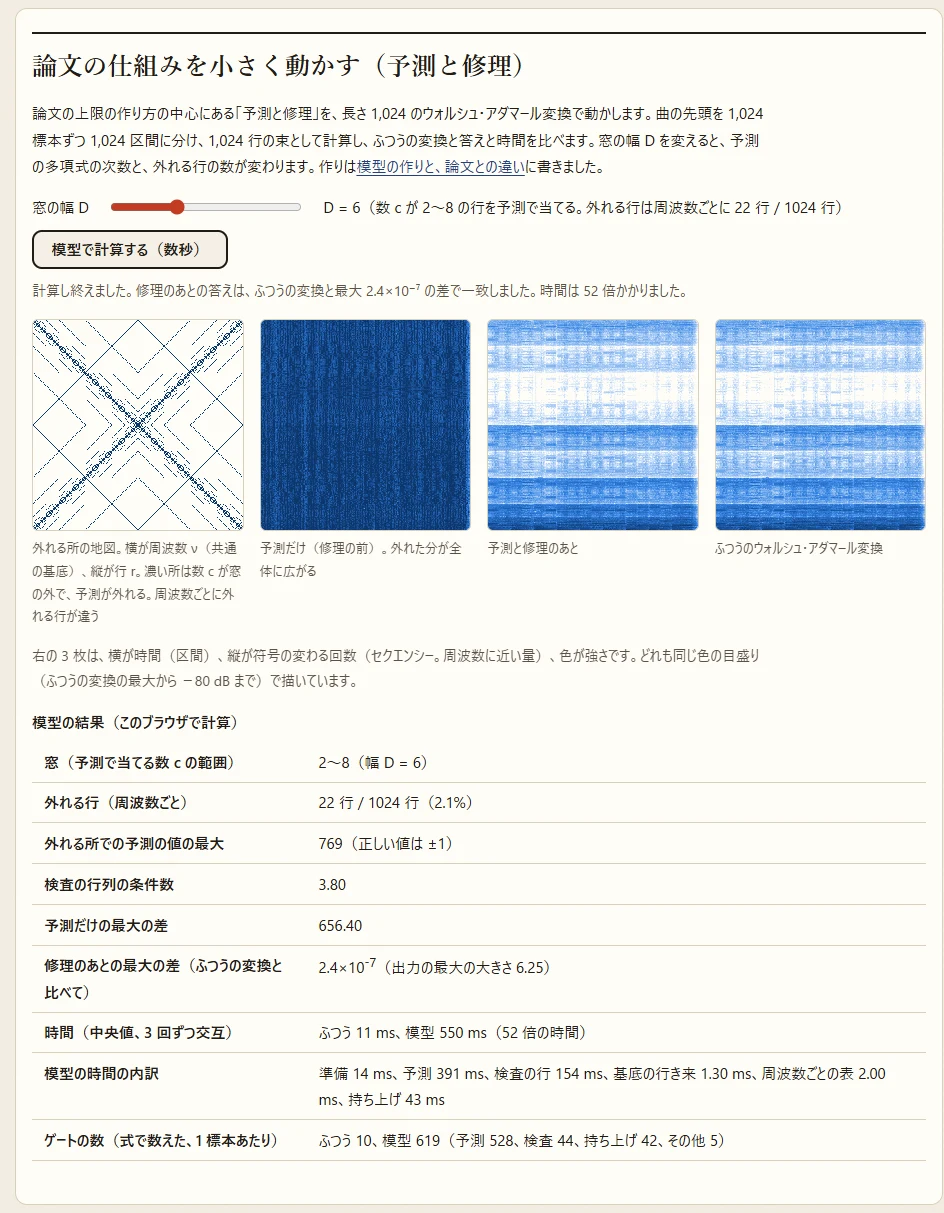 論文の仕組みを小さく動かす（予測と修理）
論文の上限の作り方の中心にある「予測と修理」を、長さ 1,024 のウォルシュ・アダマール変換で動かします。曲の先頭を 1,024
標本ずつ 1,024 区間に分け、1,024 行の束として計算し、ふつうの変換と答えと時間を比べます。窓の幅 D を変えると、予測
の多項式の次数と、外れる行の数が変わります。作りは模型の作りと、論文との違いに書きました。
窓の幅 D
D = 6（数 c が 2〜8 の行を予測で当てる。外れる行は周波数ごとに 22 行 / 1024 行）
模型で計算する（数秒）
計算し終えました。修理のあとの答えは、ふつうの変換と最大 2.4×10⁻⁷ の差で一致しました。時間は 52 倍かかりました。
外れる所の地図。横が周波数 ν（共通
の基底）、縦が行 r。濃い所は数 c が窓
の外で、予測が外れる。周波数ごとに外
れる行が違う
予測だけ（修理の前）。外れた分が全
体に広がる
予測と修理のあと
ふつうのウォルシュ・アダマール変換
右の 3 枚は、横が時間（区間）、縦が符号の変わる回数（セクエンシー。周波数に近い量）、色が強さです。どれも同じ色の目盛り
（ふつうの変換の最大から −80 dB まで）で描いています。
模型の結果（このブラウザで計算）
窓（予測で当てる数 c の範囲） 2〜8（幅 D = 6）
外れる行（周波数ごと） 22 行 / 1024 行（2.1%）
外れる所での予測の値の最大 769（正しい値は ±1）
検査の行列の条件数 3.80
予測だけの最大の差 656.40
修理のあとの最大の差（ふつうの変換と
比べて）
2.4×10⁻⁷（出力の最大の大きさ 6.25）
時間（中央値、3 回ずつ交互） ふつう 11 ms、模型 550 ms（52 倍の時間）
模型の時間の内訳
準備 14 ms、予測 391 ms、検査の行 154 ms、基底の行き来 1.30 ms、周波数ごとの表 2.00
ms、持ち上げ 43 ms
ゲートの数（式で数えた、1 標本あたり） ふつう 10、模型 619（予測 528、検査 44、持ち上げ 42、その他 5）